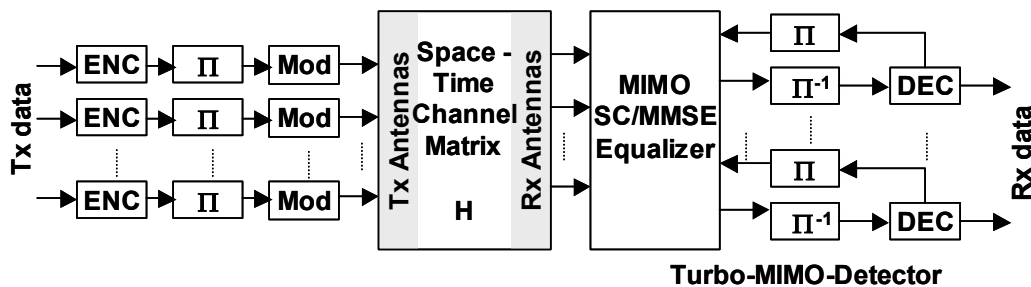 Tx data
ENC Π Mod
ENC Π Mod
ENC Π Mod
Tx Antennas
Space -
Time
Channel
Matrix
H
Rx Antennas
MIMO
SC/MMSE
Equalizer
Π
Π-1 DEC
Π
Π-1 DEC
Rx data
Turbo-MIMO-Detector